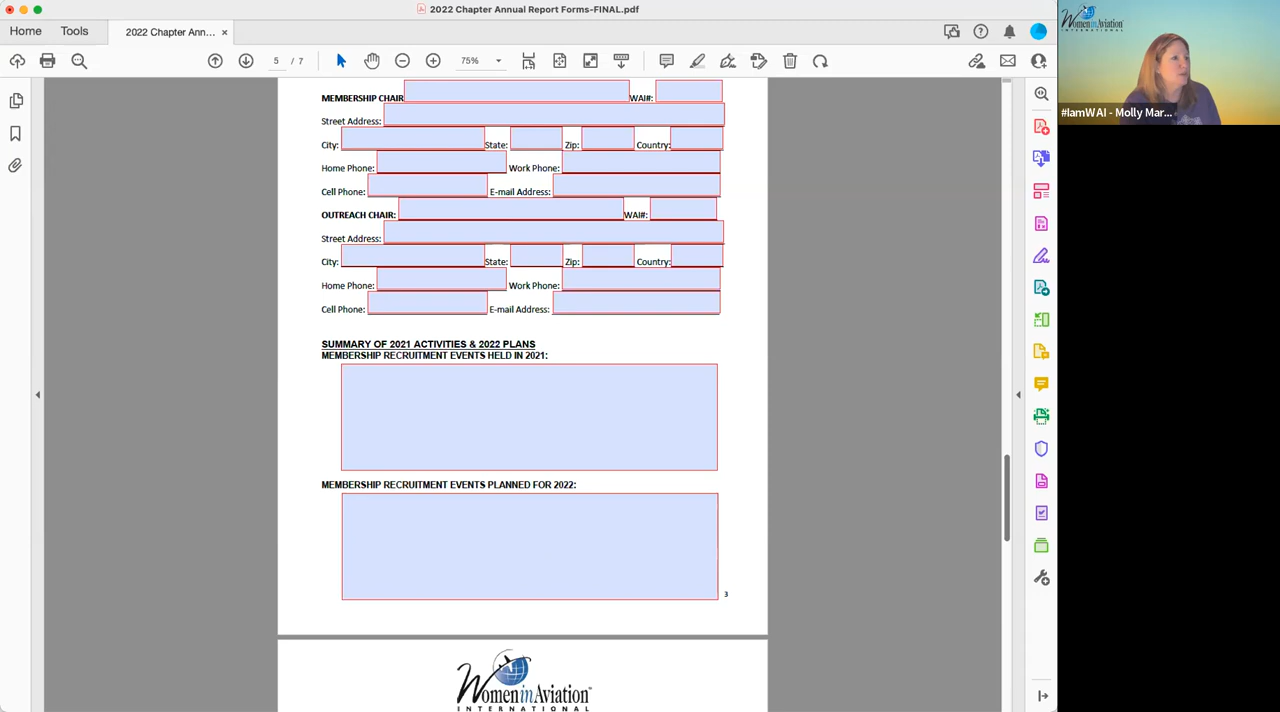 2022 Chapter Annual Report Forms-FINAL.pdf
Home Tools 2022 Chapter Ann... ×
5 / 7 75%
MEMBERSHIP CHAIR WAI#:
Street Address:
City: State: Zip: Country:
Home Phone: Work Phone:
Cell Phone: E-mail Address:
OUTREACH CHAIR: WAI#:
Street Address:
City: State: Zip: Country:
Home Phone: Work Phone:
Cell Phone: E-mail Address:
SUMMARY OF 2021 ACTIVITIES & 2022 PLANS
MEMBERSHIP RECRUITMENT EVENTS HELD IN 2021:
MEMBERSHIP RECRUITMENT EVENTS PLANNED FOR 2022:
3
Women in Aviation
INTERNATIONAL
Women in Aviation
INTERNATIONAL
#IamWAI - Molly Mar...